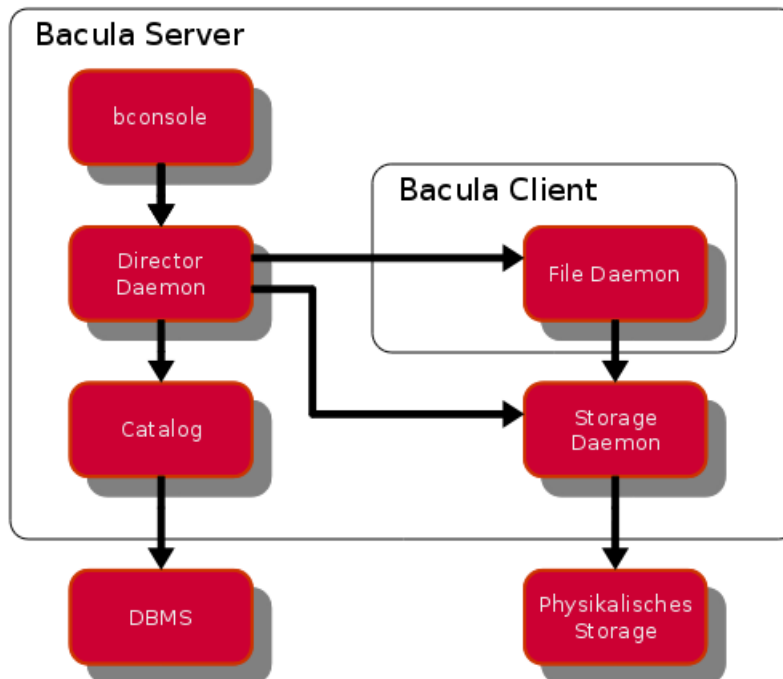 Bacula Server
bconsole
Bacula Client
Director
Daemon
File Daemon
Catalog
Storage
Daemon
DBMS
Physikalisches
Storage